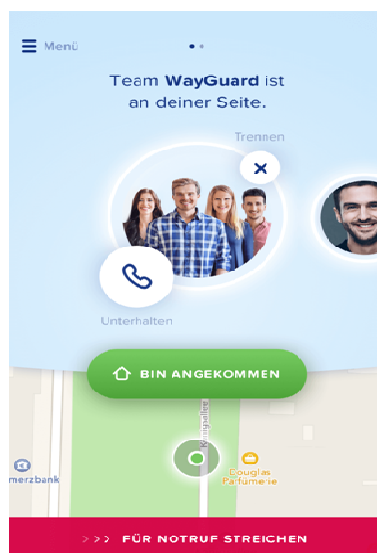 Menü
Team WayGuard ist
an deiner Seite.
Trennen
Unterhalten
BIN ANGEKOMMEN
merzbank
Douglas
Parfümerie
>>> FÜR NOTRUF STREICHEN